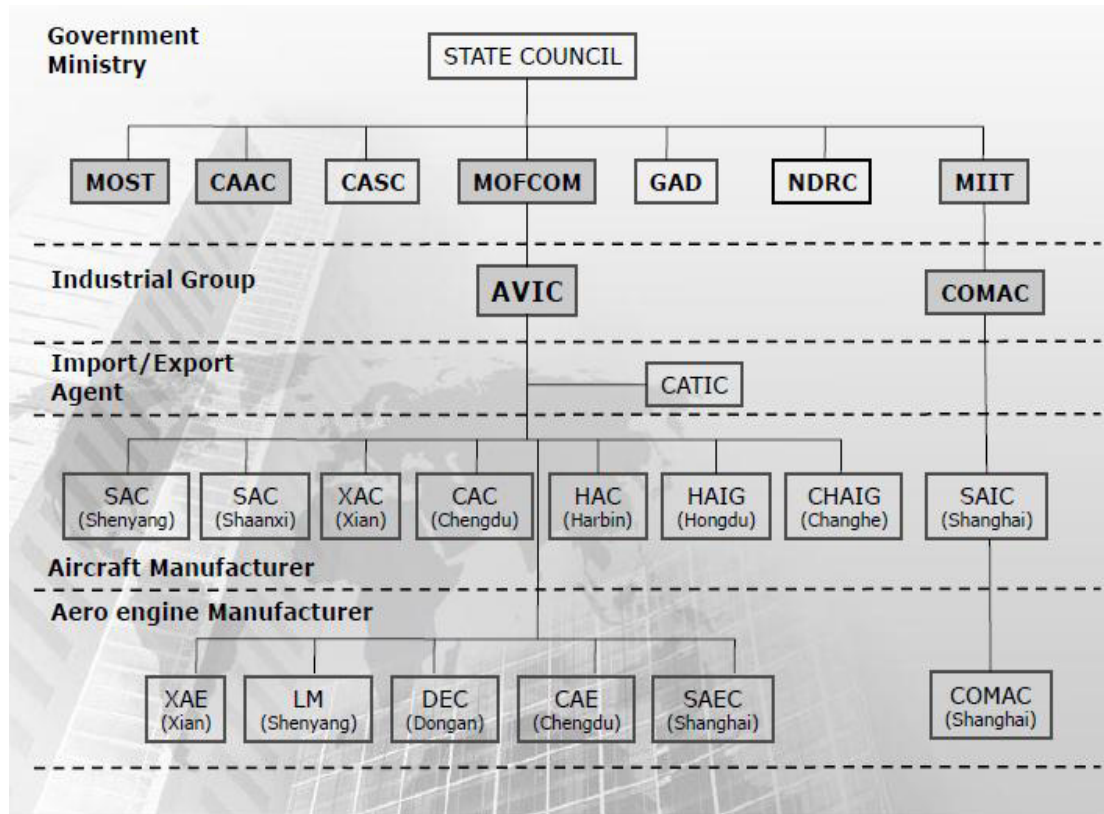 Government
Ministry
STATE COUNCIL
MOST
CAAC
CASC
MOFCOM
GAD
NDRC
MIIT
Industrial Group
AVIC
COMAC
Import/Export
Agent
CATIC
SAC
(Shenyang)
SAC
(Shaanxi)
XAC
(Xian)
CAC
(Chengdu)
HAC
(Harbin)
HAIG
(Hongdu)
CHAIG
(Changhe)
SAIC
(Shanghai)
Aircraft Manufacturer
Aero engine Manufacturer
XAE
(Xian)
LM
(Shenyang)
DEC
(Dongan)
CAE
(Chengdu)
SAEC
(Shanghai)
COMAC
(Shanghai)